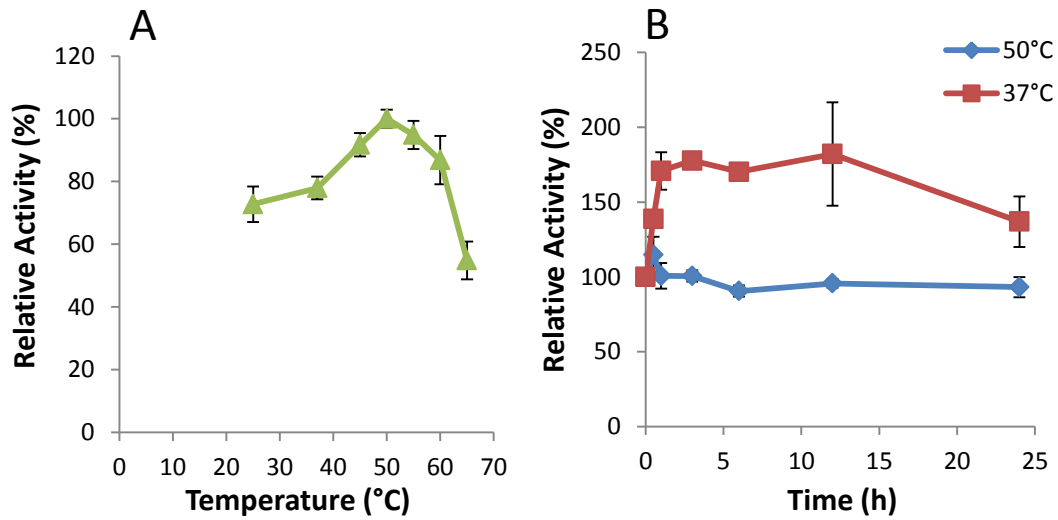 A
120
100
80
60
40
20
0
0 10 20 30 40 50 60 70
Relative Activity (%)
Temperature (°C)
B
250
200
150
100
50
0
0 5 10 15 20 25
Relative Activity (%)
Time (h)
50°C
37°C